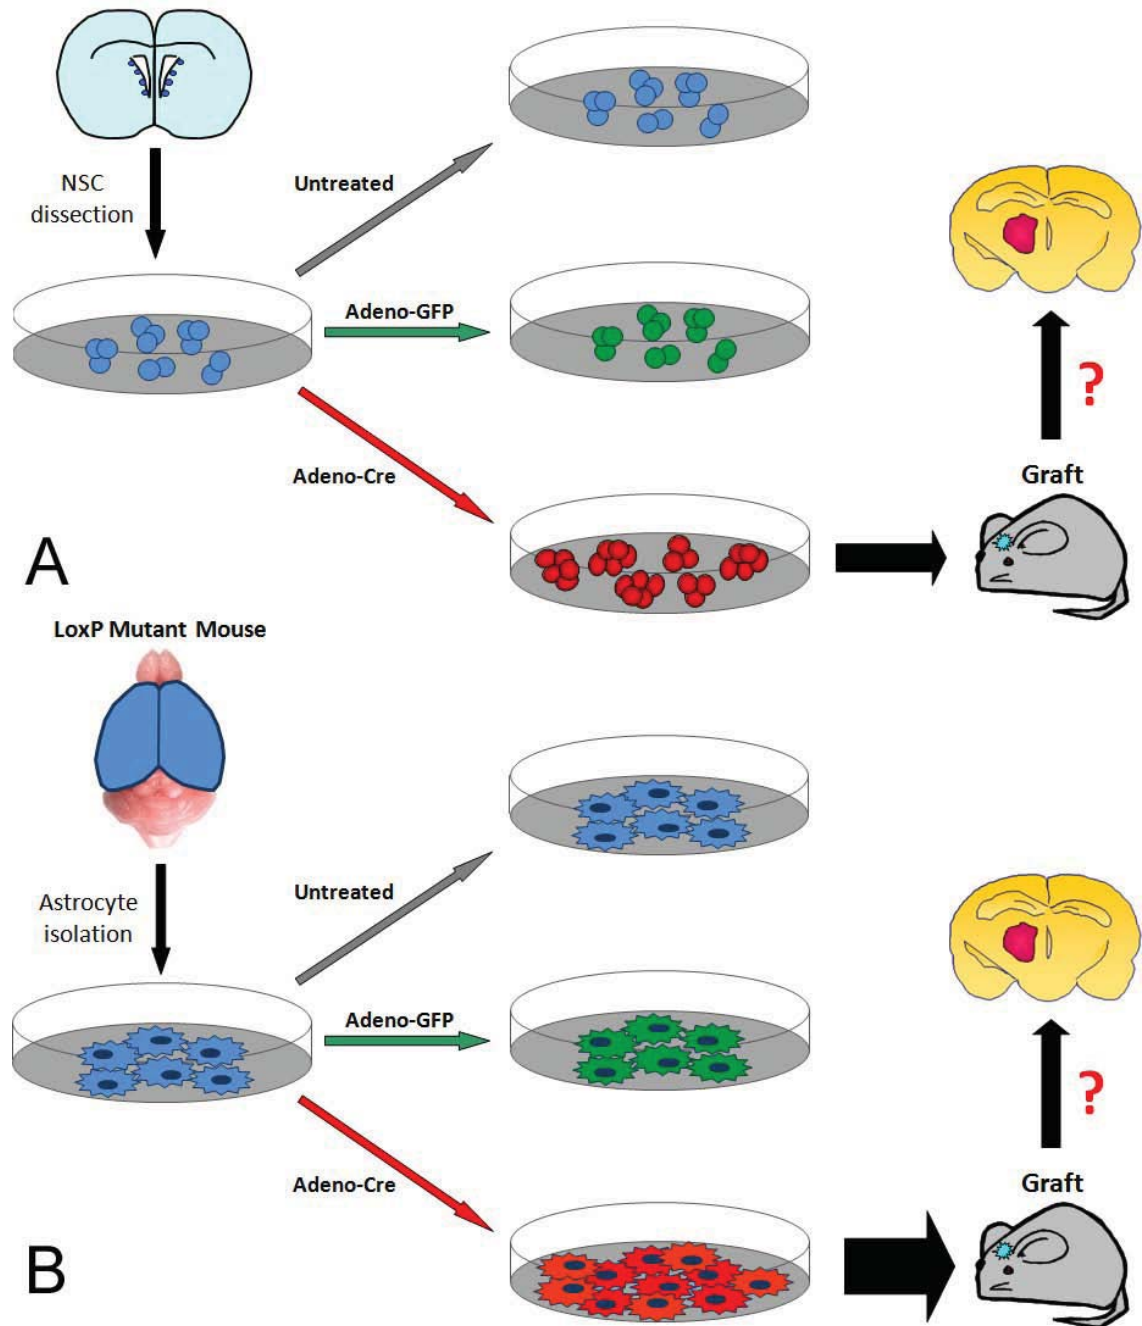 NSC
dissection
Untreated
Adeno-GFP
Adeno-Cre
?
Graft
A
LoxP Mutant Mouse
Astrocyte
isolation
Untreated
Adeno-GFP
Adeno-Cre
?
Graft
B